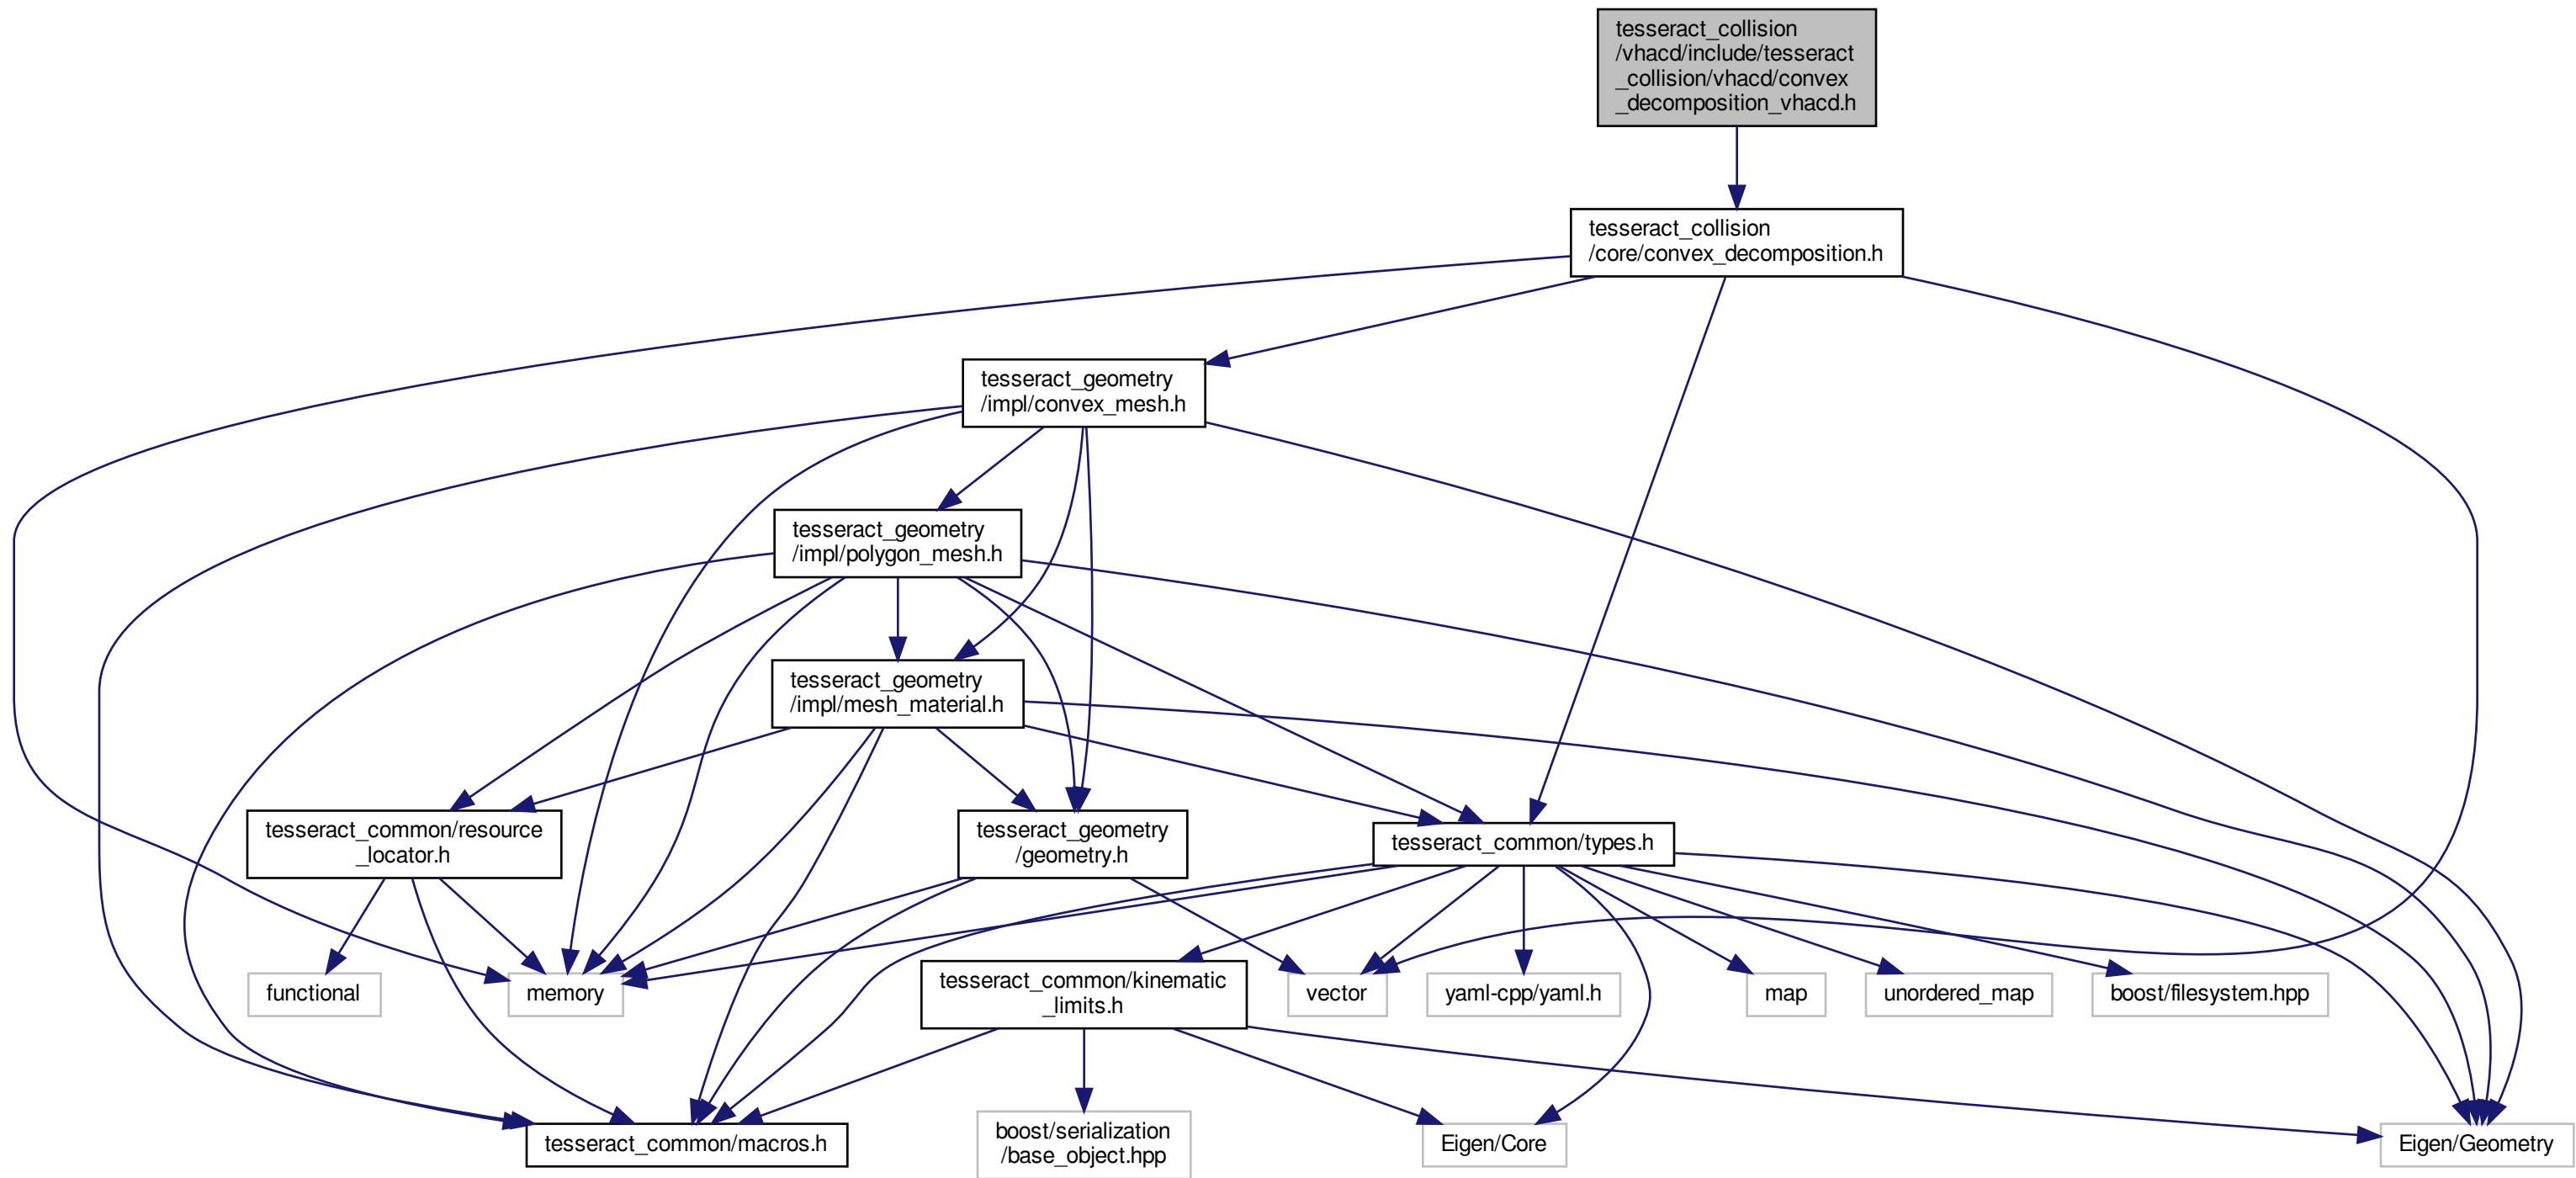 tesseract_collision
/vhacd/include/tesseract
_collision/vhacd/convex
_decomposition_vhacd.h
tesseract_collision
/core/convex_decomposition.h
tesseract_geometry
/impl/convex_mesh.h
tesseract_geometry
/impl/polygon_mesh.h
tesseract_geometry
/impl/mesh_material.h
tesseract_common/resource
_locator.h
tesseract_geometry
/geometry.h
tesseract_common/types.h
functional
memory
tesseract_common/kinematic
_limits.h
vector
yaml-cpp/yaml.h
map
unordered_map
boost/filesystem.hpp
tesseract_common/macros.h
boost/serialization
/base_object.hpp
Eigen/Core
Eigen/Geometry